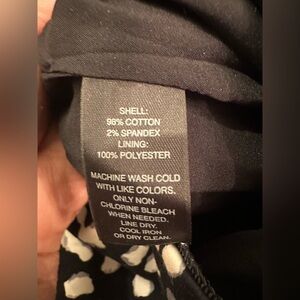 SHELL:
98% COTTON
2% SPANDEX
LINING:
100% POLYESTER
MACHINE WASH COLD
WITH LIKE COLORS.
ONLY NON-
CHLORINE BLEACH
WHEN NEEDED.
LINE DRY.
COOL IRON
OR DRY CLEAN.